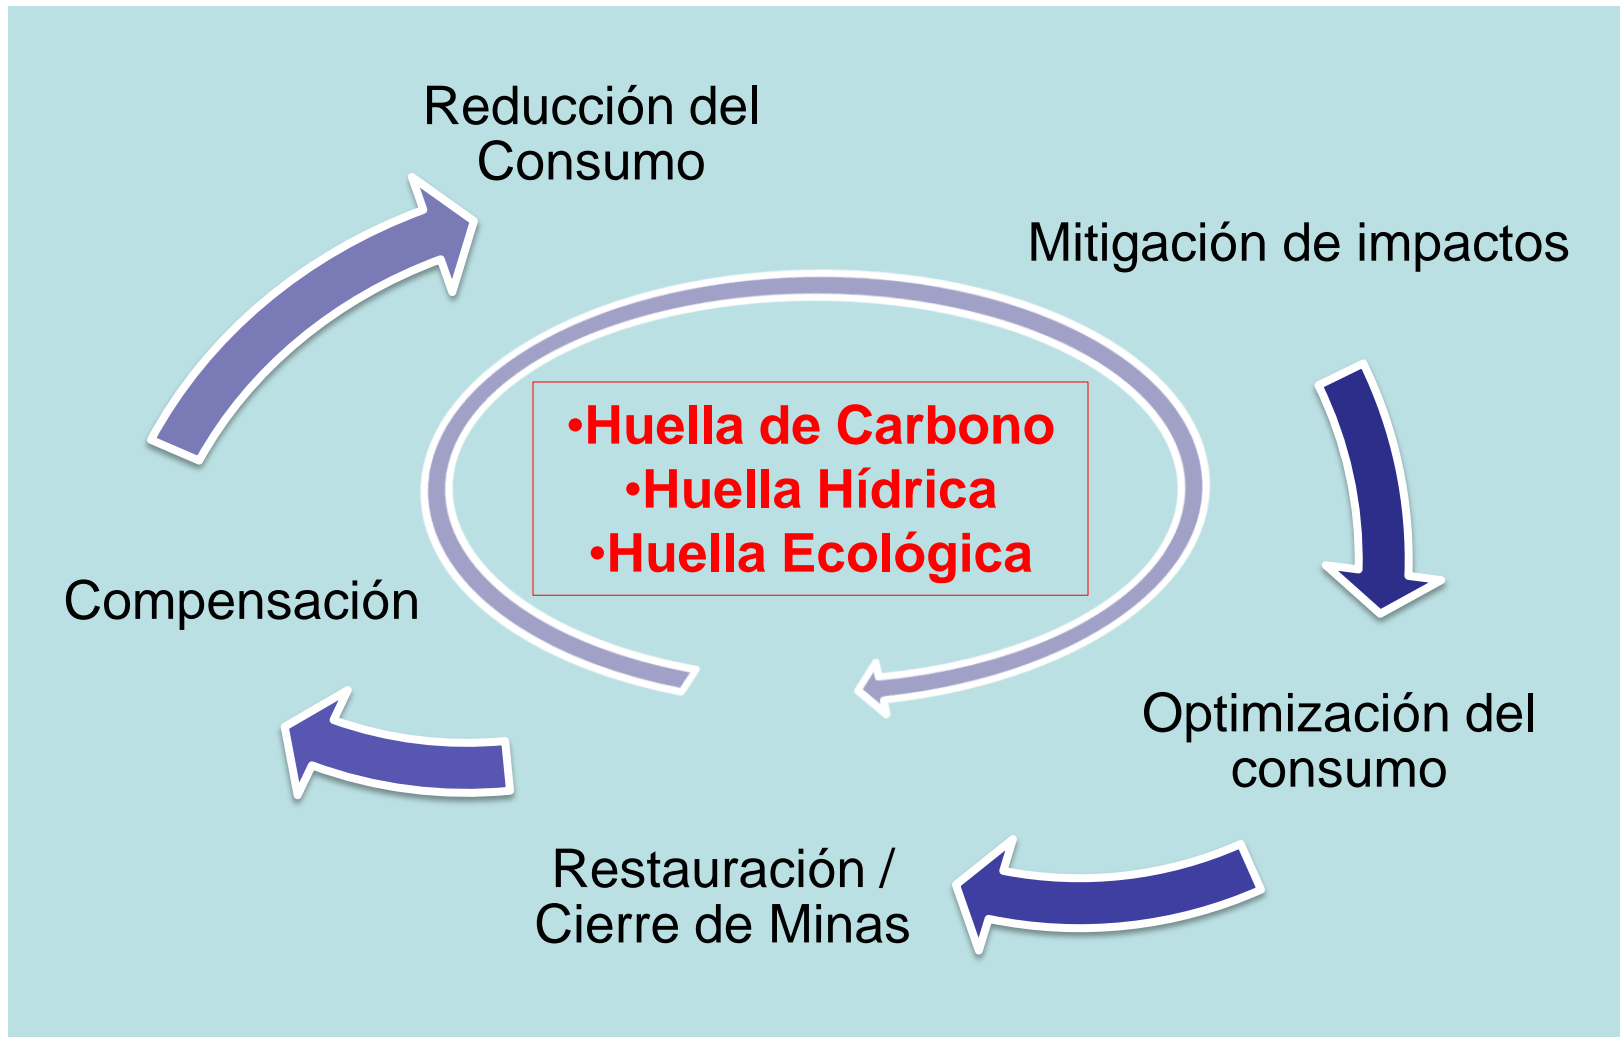 Reducción del
Consumo
Mitigación de impactos
•Huella de Carbono
•Huella Hídrica
•Huella Ecológica
Compensación
Optimización del
consumo
Restauración /
Cierre de Minas